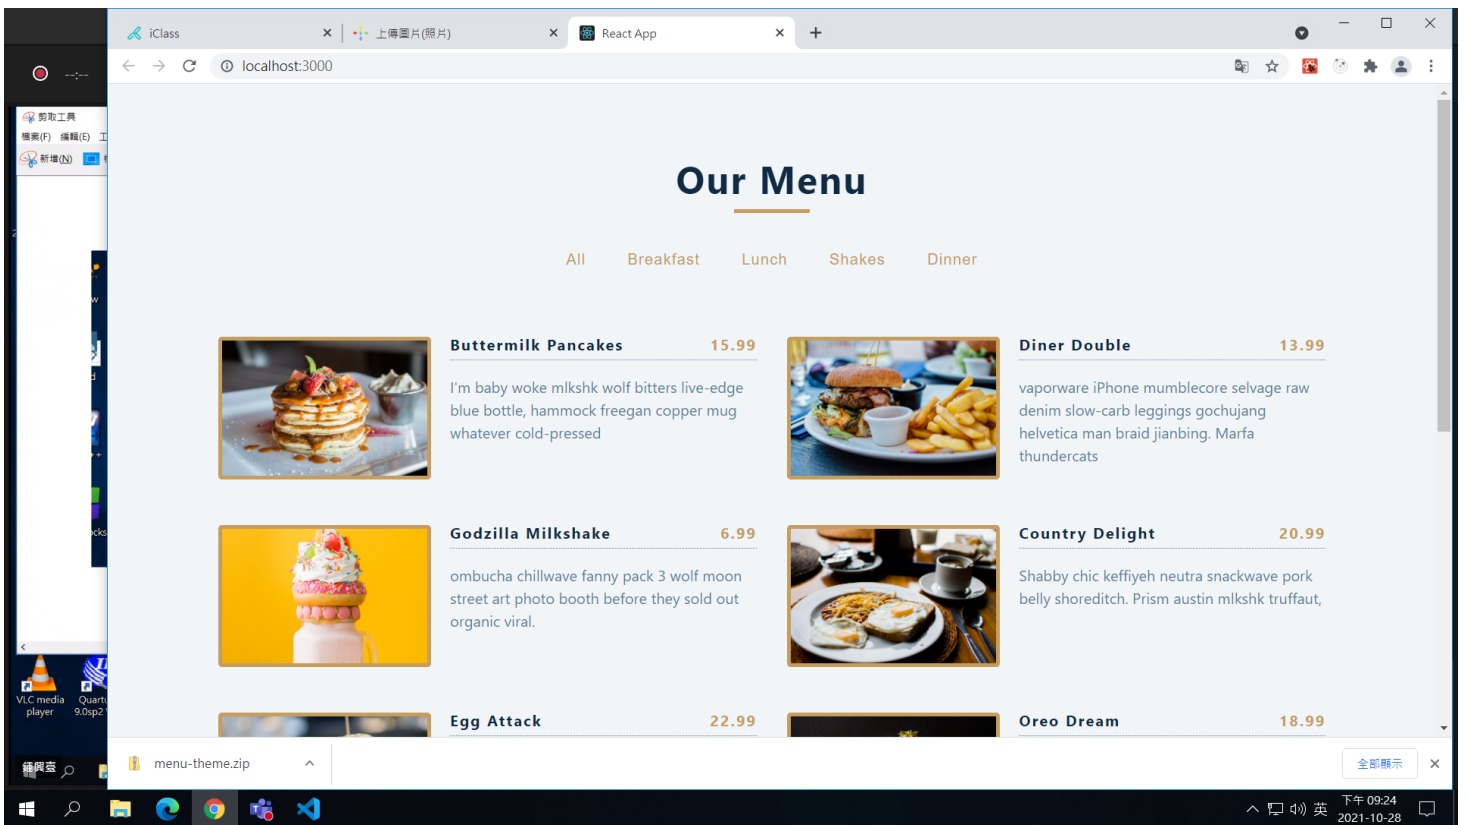 iClass
上傳圖片(照片)
React App
--:--
localhost:3000
剪取工具
檔案(F) 編輯(E) 工
新增(N)
Our Menu
All Breakfast Lunch Shakes Dinner
Buttermilk Pancakes 15.99
I'm baby woke mlkshk wolf bitters live-edge
blue bottle, hammock freegan copper mug
whatever cold-pressed
Diner Double 13.99
vaporware iPhone mumblecore selvage raw
denim slow-carb leggings gochujang
helvetica man braid jianbing. Marfa
thundercats
Godzilla Milkshake 6.99
ombucha chillwave fanny pack 3 wolf moon
street art photo booth before they sold out
organic viral.
Country Delight 20.99
Shabby chic keffiyeh neutra snackwave pork
belly shoreditch. Prism austin mlkshk truffaut,
Egg Attack 22.99
Oreo Dream 18.99
VLC media
player
Quartu
9.0sp2
menu-theme.zip
全部顯示
英
下午 09:24
2021-10-28